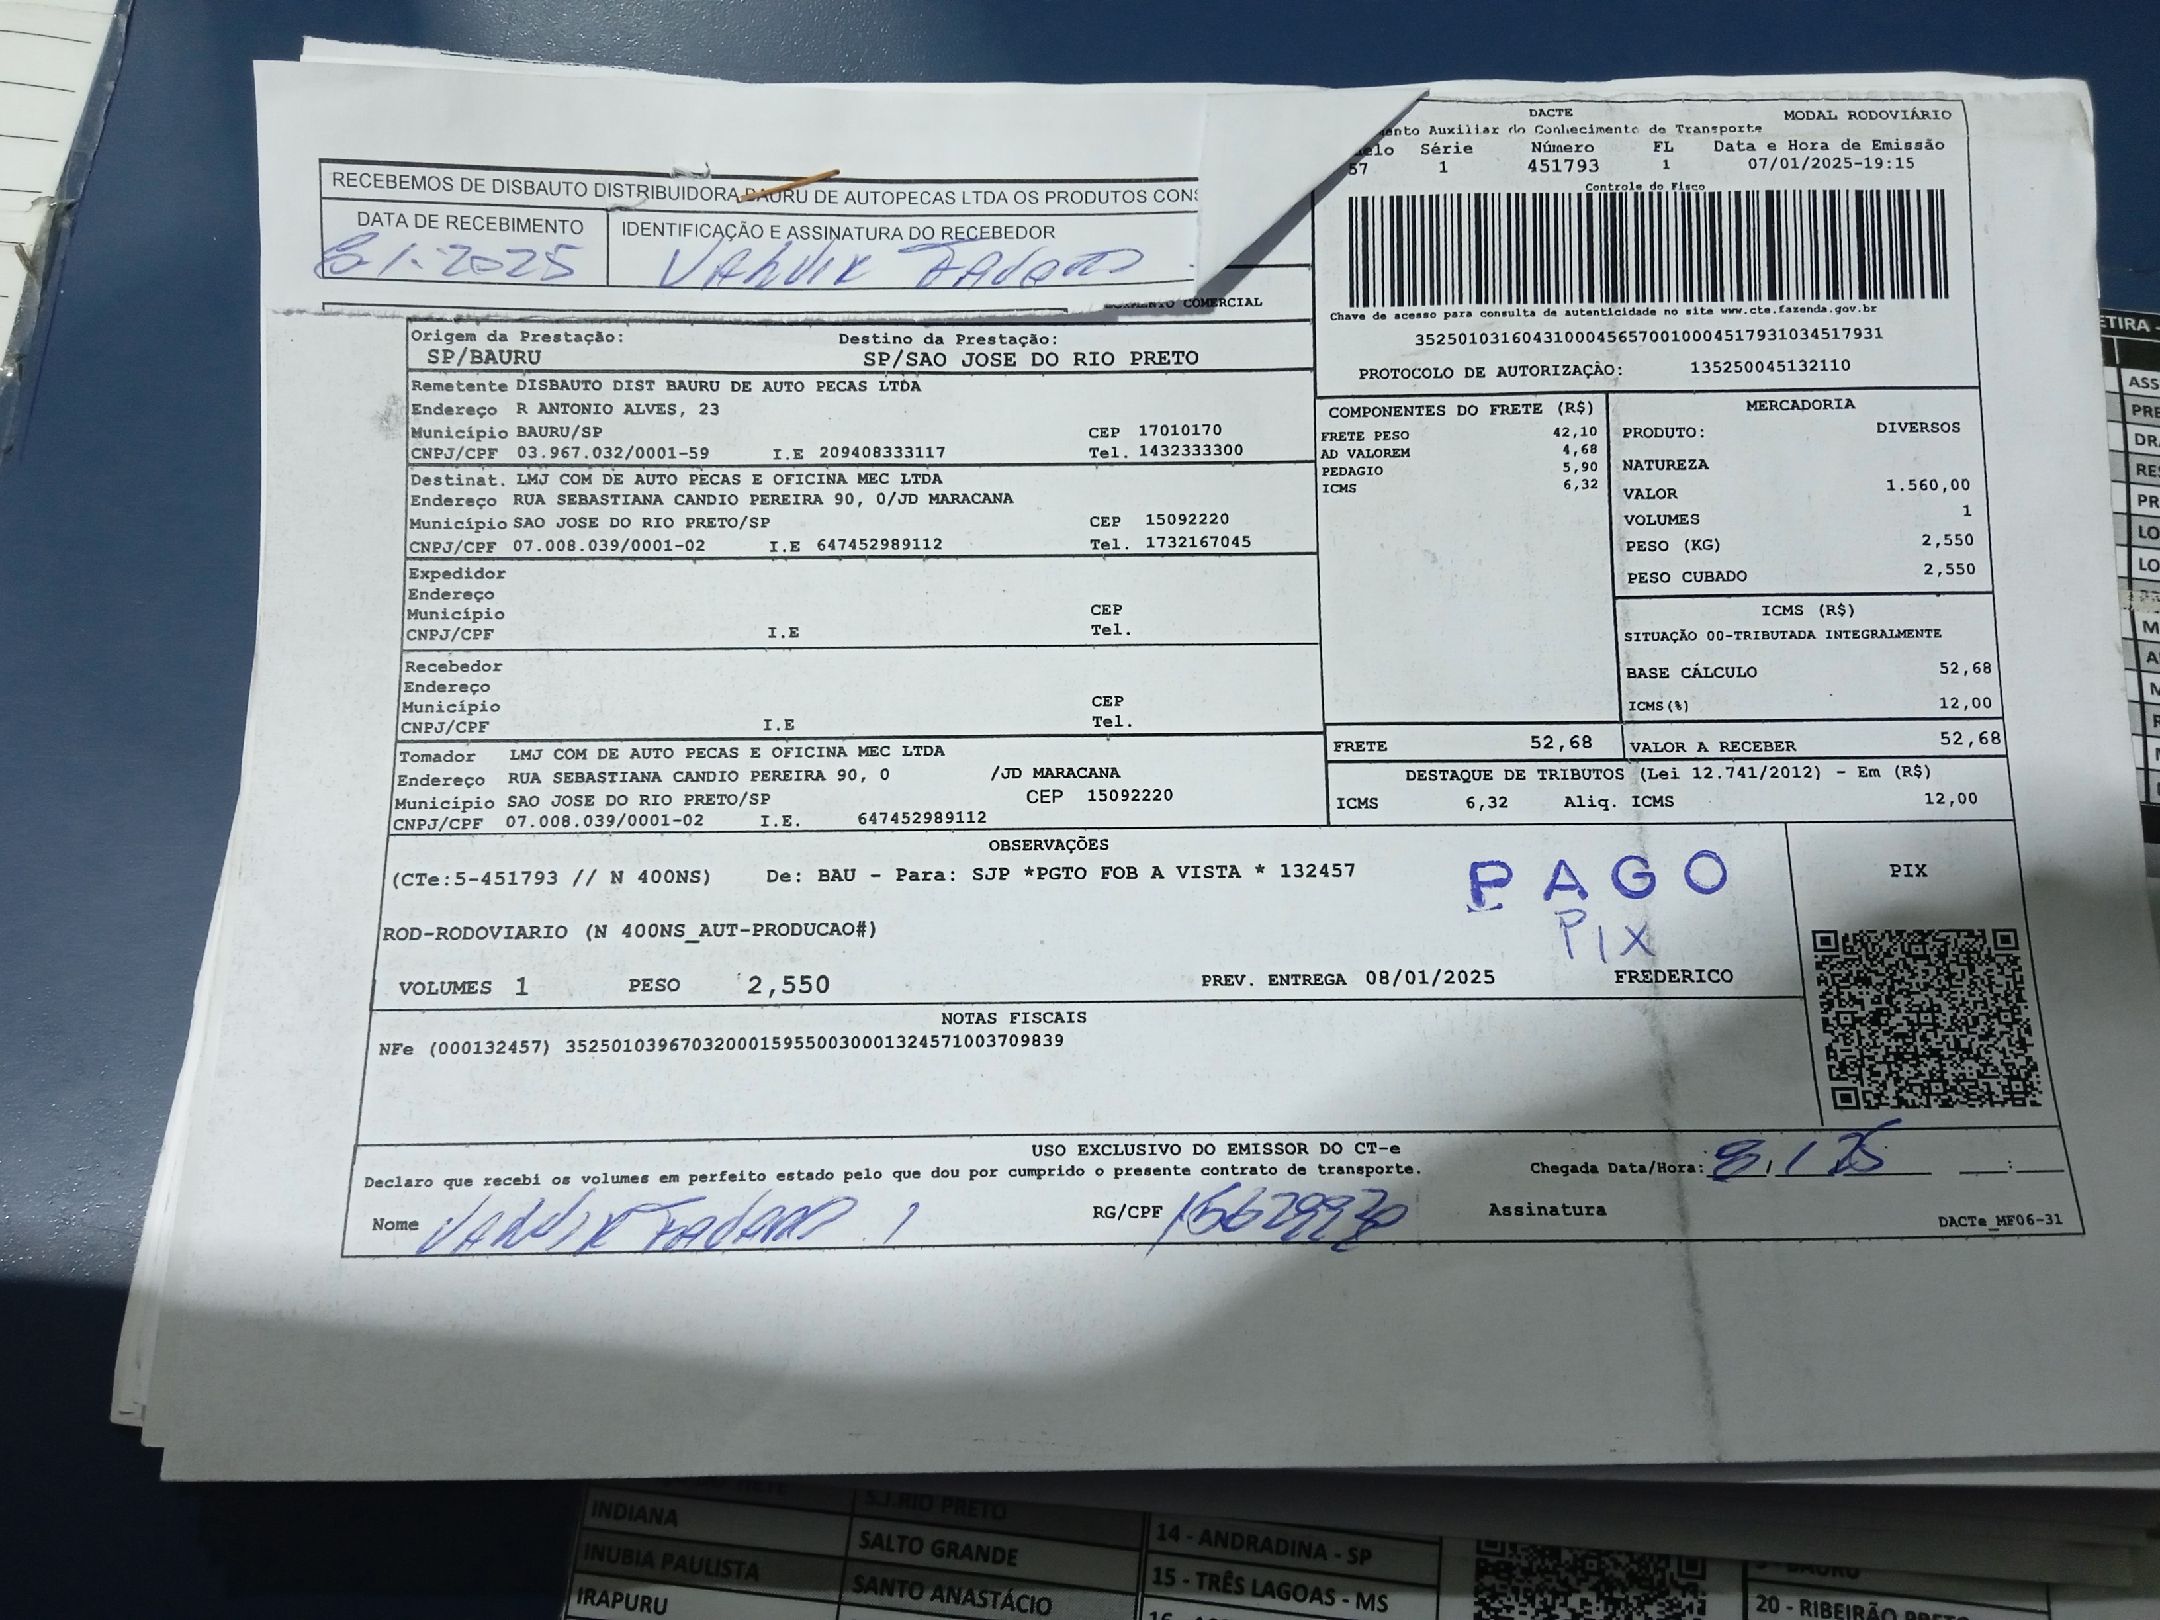 RECEBEMOS DE DISBAUTO DISTRIBUIDORA BAURU DE AUTOPECAS LTDA OS PRODUTOS CONS
DATA DE RECEBIMENTO IDENTIFICAÇÃO E ASSINATURA DO RECEBEDOR
8-1-2025
COMERCIAL
DACTE MODAL RODOVIÁRIO
Auxiliar do Conhecimento de Transporte
Série Número FL Data e Hora de Emissão
57 1 451793 1 07/01/2025-19:15
Controle do Fisco
Chave de acesso para consulta de autenticidade no site www.cte.fazenda.gov.br
35250103160431000456570010004517931034517931
PROTOCOLO DE AUTORIZAÇÃO: 135250045132110
Origem da Prestação: Destino da Prestação:
SP/BAURU SP/SAO JOSE DO RIO PRETO
Remetente DISBAUTO DIST BAURU DE AUTO PECAS LTDA
Endereço R ANTONIO ALVES, 23
Município BAURU/SP CEP 17010170
CNPJ/CPF 03.967.032/0001-59 I.E 209408333117 Tel. 1432333300
Destinat. LMJ COM DE AUTO PECAS E OFICINA MEC LTDA
Endereço RUA SEBASTIANA CANDIO PEREIRA 90, 0/JD MARACANA
Município SAO JOSE DO RIO PRETO/SP CEP 15092220
CNPJ/CPF 07.008.039/0001-02 I.E 647452989112 Tel. 1732167045
Expedidor
Endereço
Município CEP
CNPJ/CPF I.E Tel.
Recebedor
Endereço
Município CEP
CNPJ/CPF I.E Tel.
Tomador LMJ COM DE AUTO PECAS E OFICINA MEC LTDA
Endereço RUA SEBASTIANA CANDIO PEREIRA 90, 0 /JD MARACANA
Município SAO JOSE DO RIO PRETO/SP CEP 15092220
CNPJ/CPF 07.008.039/0001-02 I.E. 647452989112
COMPONENTES DO FRETE (R$)
FRETE PESO 42,10
AD VALOREM 4,68
PEDAGIO 5,90
ICMS 6,32
MERCADORIA
PRODUTO: DIVERSOS
NATUREZA
VALOR 1.560,00
VOLUMES 1
PESO (KG) 2,550
PESO CUBADO 2,550
ICMS (R$)
SITUAÇÃO 00-TRIBUTADA INTEGRALMENTE
BASE CÁLCULO 52,68
ICMS(%) 12,00
FRETE 52,68 VALOR A RECEBER 52,68
DESTAQUE DE TRIBUTOS (Lei 12.741/2012) - Em (R$)
ICMS 6,32 Aliq. ICMS 12,00
OBSERVAÇÕES
(CTe:5-451793 // N 400NS) De: BAU - Para: SJP *PGTO FOB A VISTA * 132457
PAGO
PIX
PIX
ROD-RODOVIARIO (N 400NS_AUT-PRODUCAO#)
VOLUMES 1 PESO 2,550 PREV. ENTREGA 08/01/2025 FREDERICO
NOTAS FISCAIS
NFe (000132457) 35250103967032000159550030001324571003709839
USO EXCLUSIVO DO EMISSOR DO CT-e
Declaro que recebi os volumes em perfeito estado pelo que dou por cumprido o presente contrato de transporte. Chegada Data/Hora: 8.1 25 :
Nome RG/CPF Assinatura
DACTe_MF06-31
ETIRA -
ASS
PRE
S.J.RIO PRETO
INDIANA SALTO GRANDE 14 - ANDRADINA - SP
INUBIA PAULISTA SANTO ANASTÁCIO 15 - TRÊS LAGOAS - MS
IRAPURU